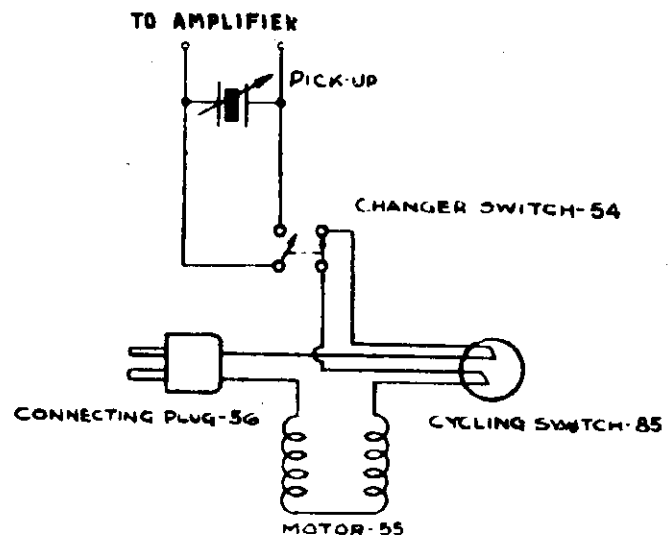 TO AMPLIFIER
PICK-UP
CHANGER SWITCH-54
CONNECTING PLUG-56
CYCLING SWITCH-85
MOTOR-55